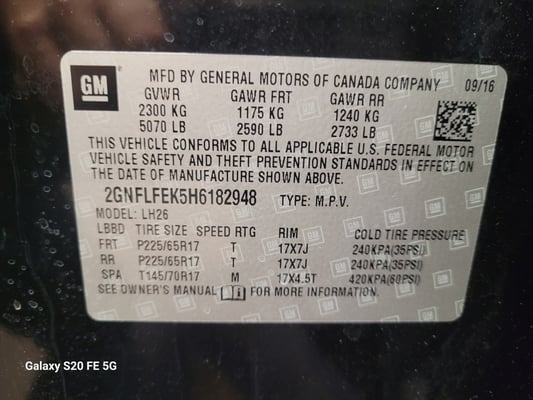 GM
MFD BY GENERAL MOTORS OF CANADA COMPANY 09/16
GVWR GAWR FRT GAWR RR
2300 KG 1175 KG 1240 KG
5070 LB 2590 LB 2733 LB
THIS VEHICLE CONFORMS TO ALL APPLICABLE U.S. FEDERAL MOTOR
VEHICLE SAFETY AND THEFT PREVENTION STANDARDS IN EFFECT ON
THE DATE OF MANUFACTURE SHOWN ABOVE.
2GNFLFEK5H6182948 TYPE: M.P.V.
MODEL: LH26
LBBD TIRE SIZE SPEED RTG RIM COLD TIRE PRESSURE
FRT P225/65R17 T 17X7J 240KPA(35PSI)
RR P225/65R17 T 17X7J 240KPA(35PSI)
SPA T145/70R17 M 17X4.5T 420KPA(60PSI)
SEE OWNER'S MANUAL FOR MORE INFORMATION.
Galaxy S20 FE 5G